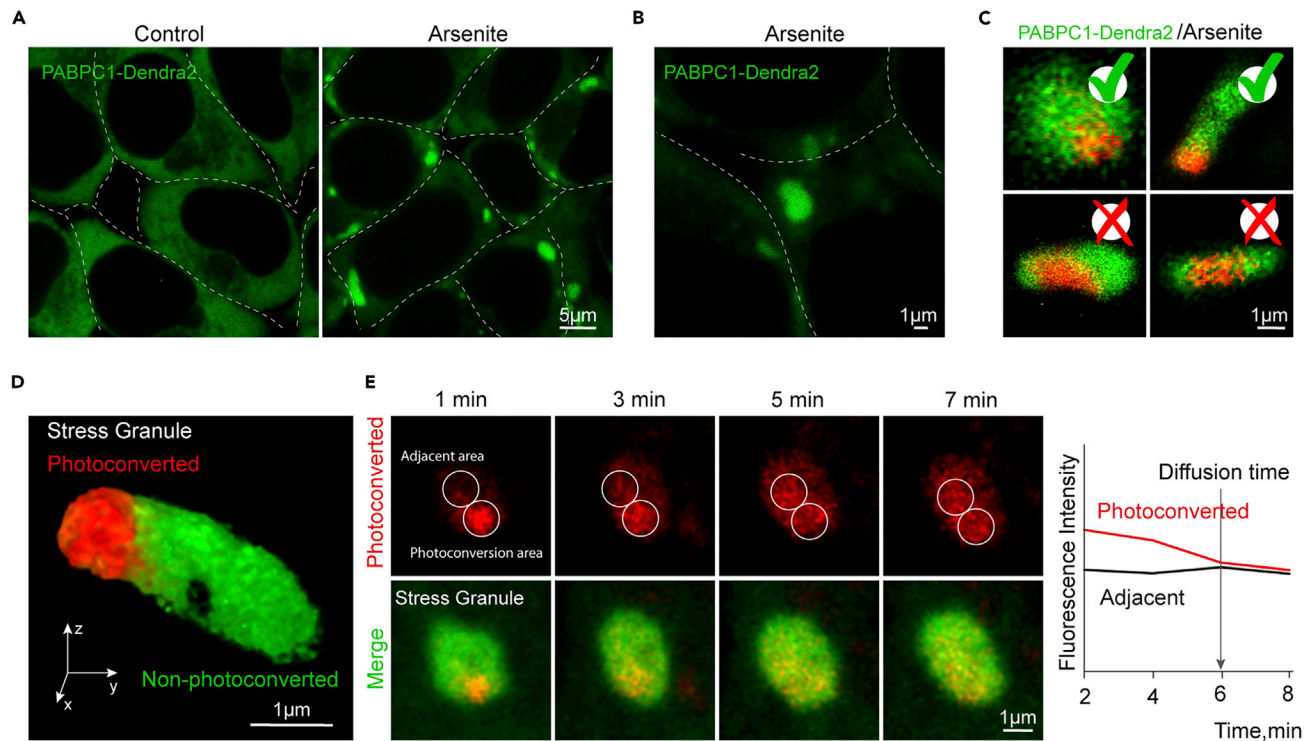 A
Control
Arsenite
PABPC1-Dendra2
5μm
B
Arsenite
PABPC1-Dendra2
1μm
C
PABPC1-Dendra2 /Arsenite
1μm
D
Stress Granule
Photoconverted
z
y
x
Non-photoconverted
1μm
E
1 min
3 min
5 min
7 min
Photoconverted
Adjacent area
Photoconversion area
Merge
Stress Granule
1μm
Fluorescence Intensity
Diffusion time
Photoconverted
Adjacent
2
4
6
8
Time,min